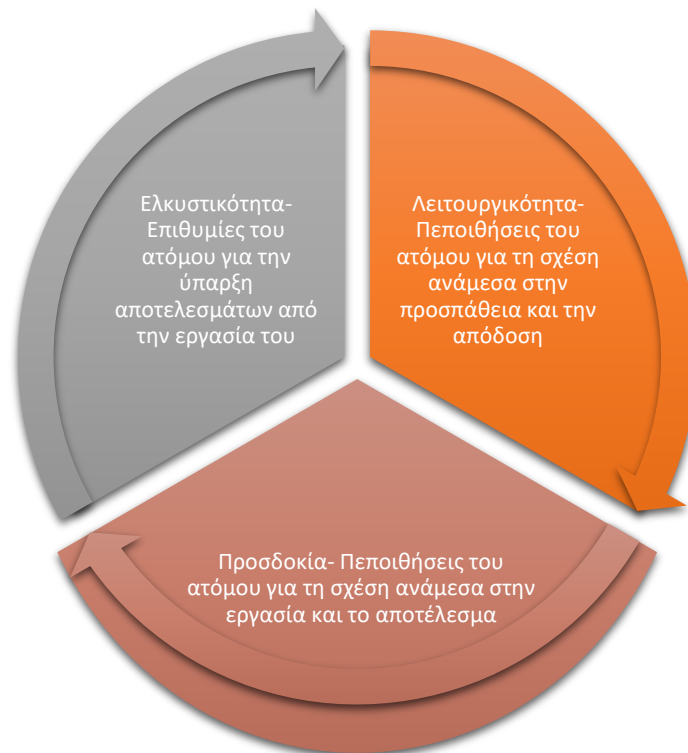 Ελκυστικότητα-
Επιθυμίες του
ατόμου για την
ύπαρξη
αποτελεσμάτων από
την εργασία του
Λειτουργικότητα-
Πεποιθήσεις του
ατόμου για τη σχέση
ανάμεσα στην
προσπάθεια και την
απόδοση
Προσδοκία- Πεποιθήσεις του
ατόμου για τη σχέση ανάμεσα στην
εργασία και το αποτέλεσμα